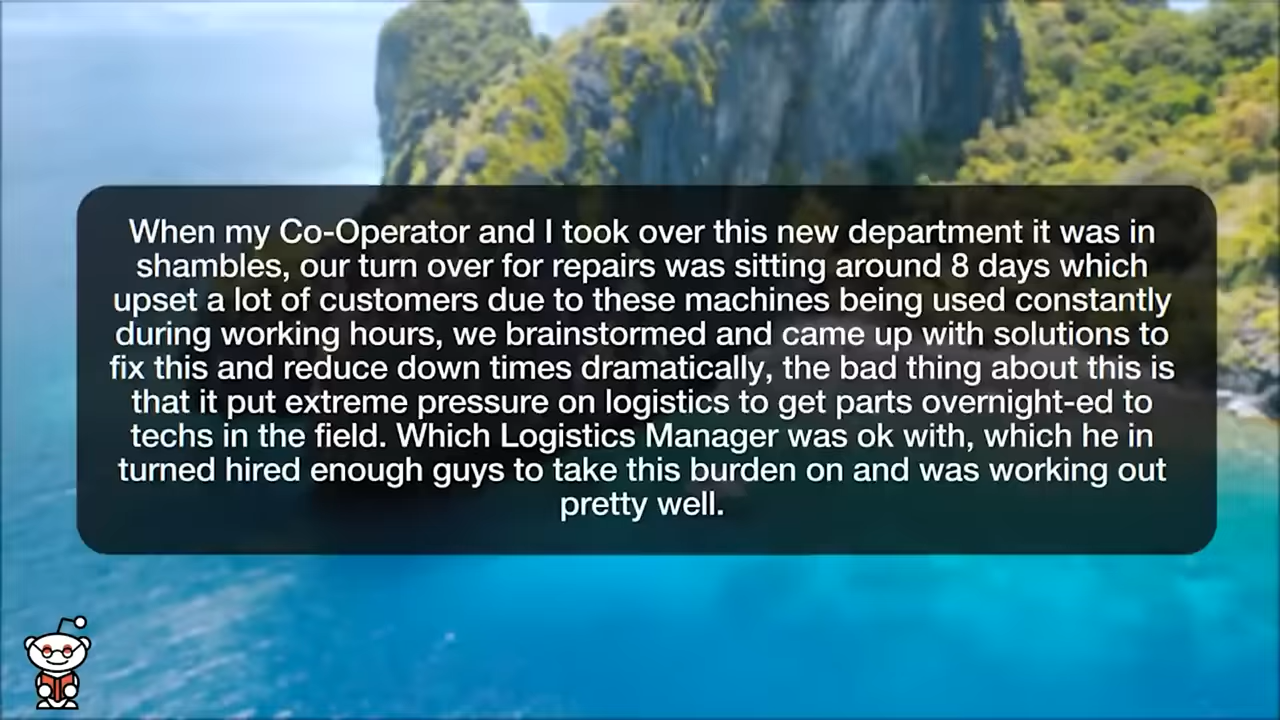 When my Co-Operator and I took over this new department it was in
shambles, our turn over for repairs was sitting around 8 days which
upset a lot of customers due to these machines being used constantly
during working hours, we brainstormed and came up with solutions to
fix this and reduce down times dramatically, the bad thing about this is
that it put extreme pressure on logistics to get parts overnight-ed to
techs in the field. Which Logistics Manager was ok with, which he in
turned hired enough guys to take this burden on and was working out
pretty well.